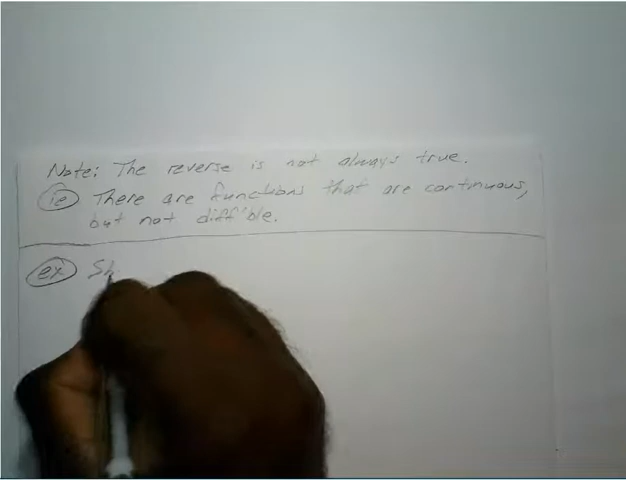 Note: The reverse is not always true.
ie There are functions that are continuous,
but not diff'ble.
ex Sh